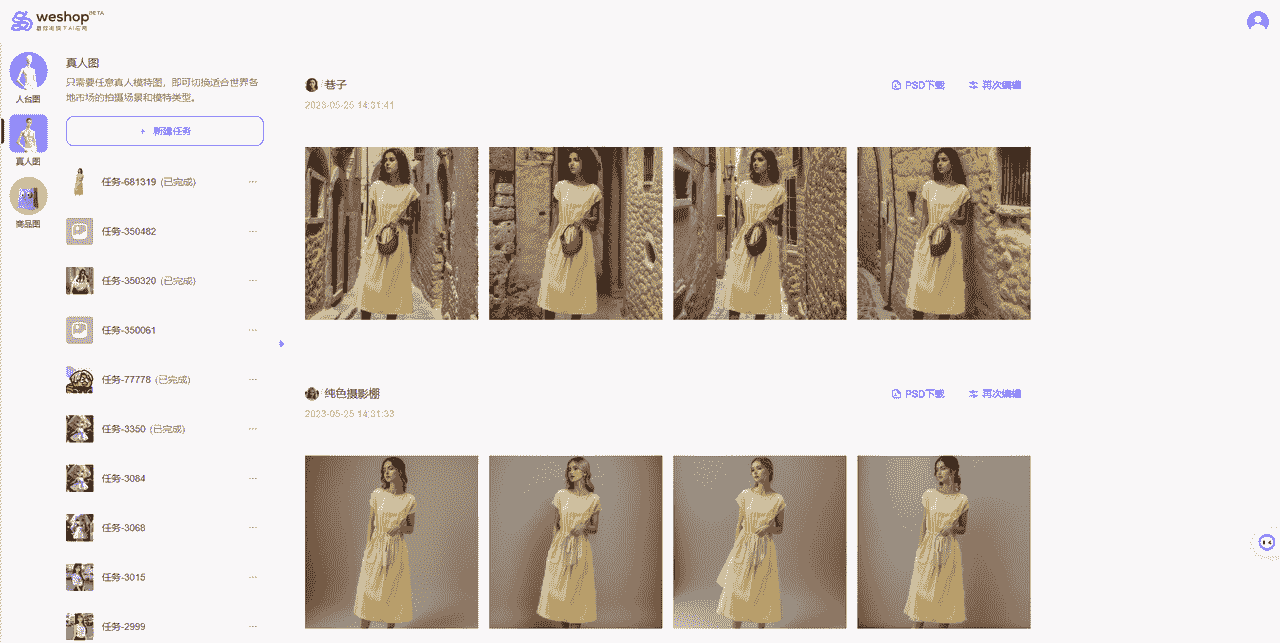 weshop BETA
人台图
真人图
商品图
真人图
只需要任意真人模特图，即可切换适合世界各
地市场的拍摄场景和模特类型。
+ 新建任务
任务-681319 (已完成)
任务-350482
任务-350320 (已完成)
任务-350061
任务-77778 (已完成)
任务-3350 (已完成)
任务-3084
任务-3068
任务-3015
任务-2999
巷子
PSD下载
再次编辑
2023-05-25 14:31:41
纯色摄影棚
PSD下载
再次编辑
2023-05-25 14:31:33